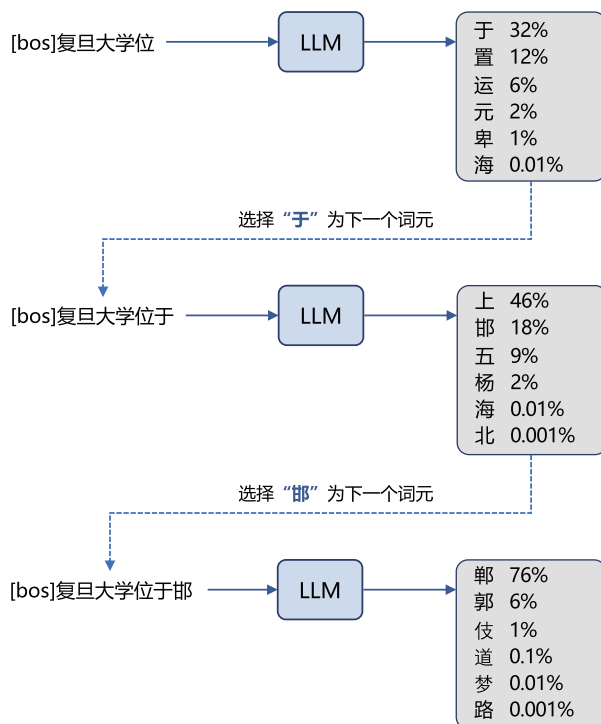 [bos]复旦大学位
LLM
于 32%
置 12%
运 6%
元 2%
卑 1%
海 0.01%
选择“于”为下一个词元
[bos]复旦大学位于
LLM
上 46%
邯 18%
五 9%
杨 2%
海 0.01%
北 0.001%
选择“邯”为下一个词元
[bos]复旦大学位于邯
LLM
郸 76%
郭 6%
伎 1%
道 0.1%
梦 0.01%
路 0.001%